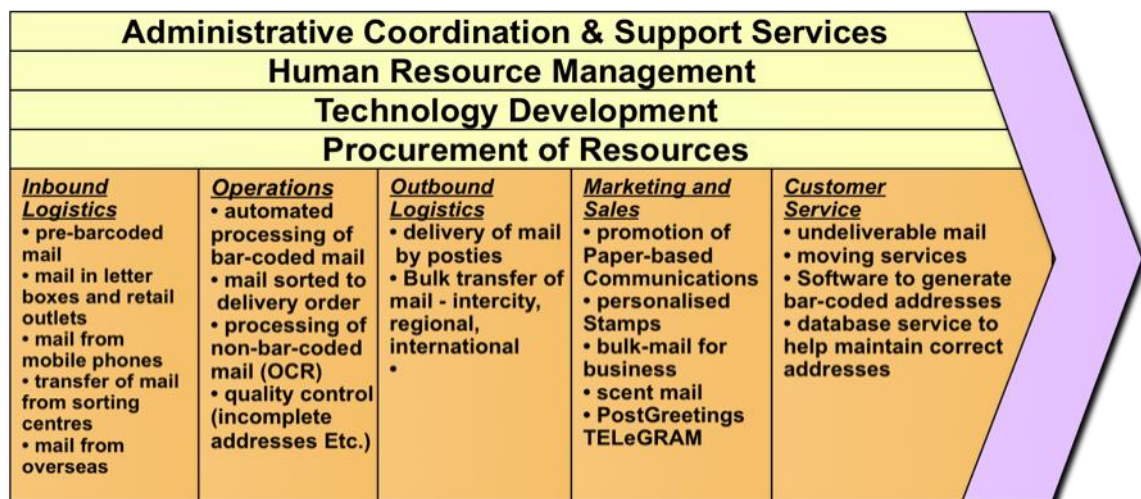 Administrative Coordination & Support Services
Human Resource Management
Technology Development
Procurement of Resources
Inbound
Logistics
• pre-barcoded
mail
• mail in letter
boxes and retail
outlets
• mail from
mobile phones
• transfer of mail
from sorting
centres
• mail from
overseas
Operations
• automated
processing of
bar-coded mail
• mail sorted to
delivery order
• processing of
non-bar-coded
mail (OCR)
• quality control
(incomplete
addresses Etc.)
Outbound
Logistics
• delivery of mail
by posties
• Bulk transfer of
mail - intercity,
regional,
international
•
Marketing and
Sales
• promotion of
Paper-based
Communications
• personalised
Stamps
• bulk-mail for
business
• scent mail
• PostGreetings
TELeGRAM
Customer
Service
• undeliverable mail
• moving services
• Software to generate
bar-coded addresses
• database service to
help maintain correct
addresses